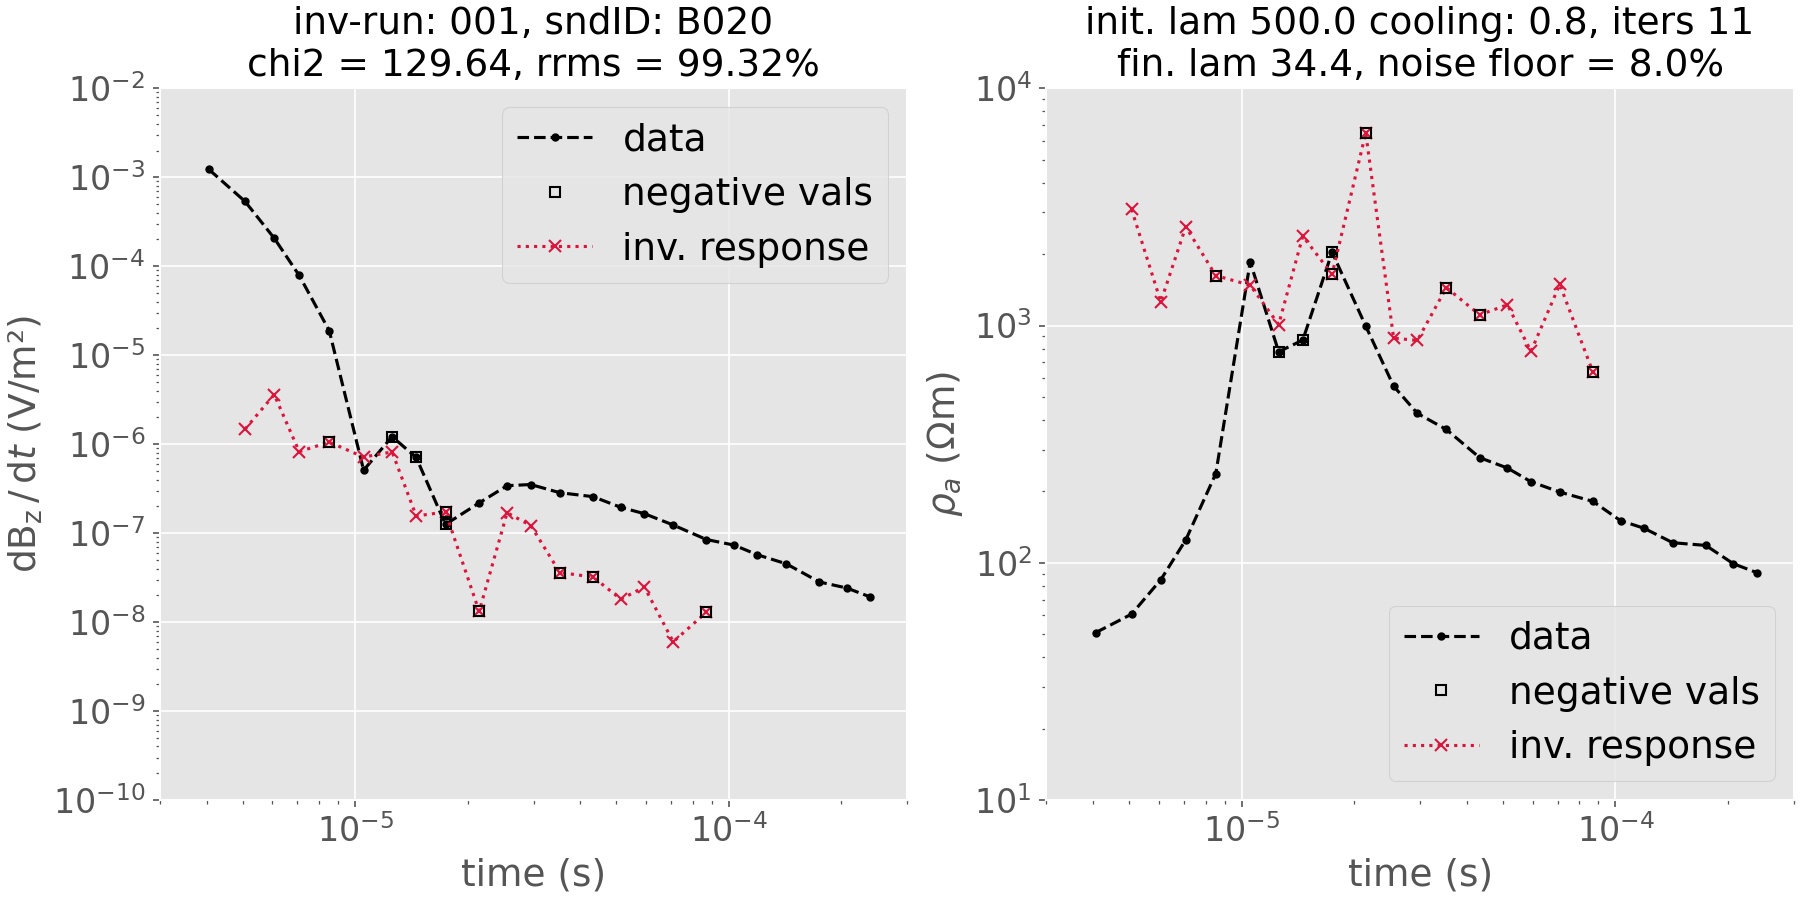 inv-run: 001, sndID: B020
chi2 = 129.64, rrms = 99.32%
10⁻²
10⁻³
10⁻⁴
10⁻⁵
10⁻⁶
10⁻⁷
10⁻⁸
10⁻⁹
10⁻¹⁰
dB_z / dt (V/m²)
data
negative vals
inv. response
10⁻⁵
10⁻⁴
time (s)
init. lam 500.0 cooling: 0.8, iters 11
fin. lam 34.4, noise floor = 8.0%
10⁴
10³
10²
10¹
ρₐ (Ωm)
data
negative vals
inv. response
10⁻⁵
10⁻⁴
time (s)